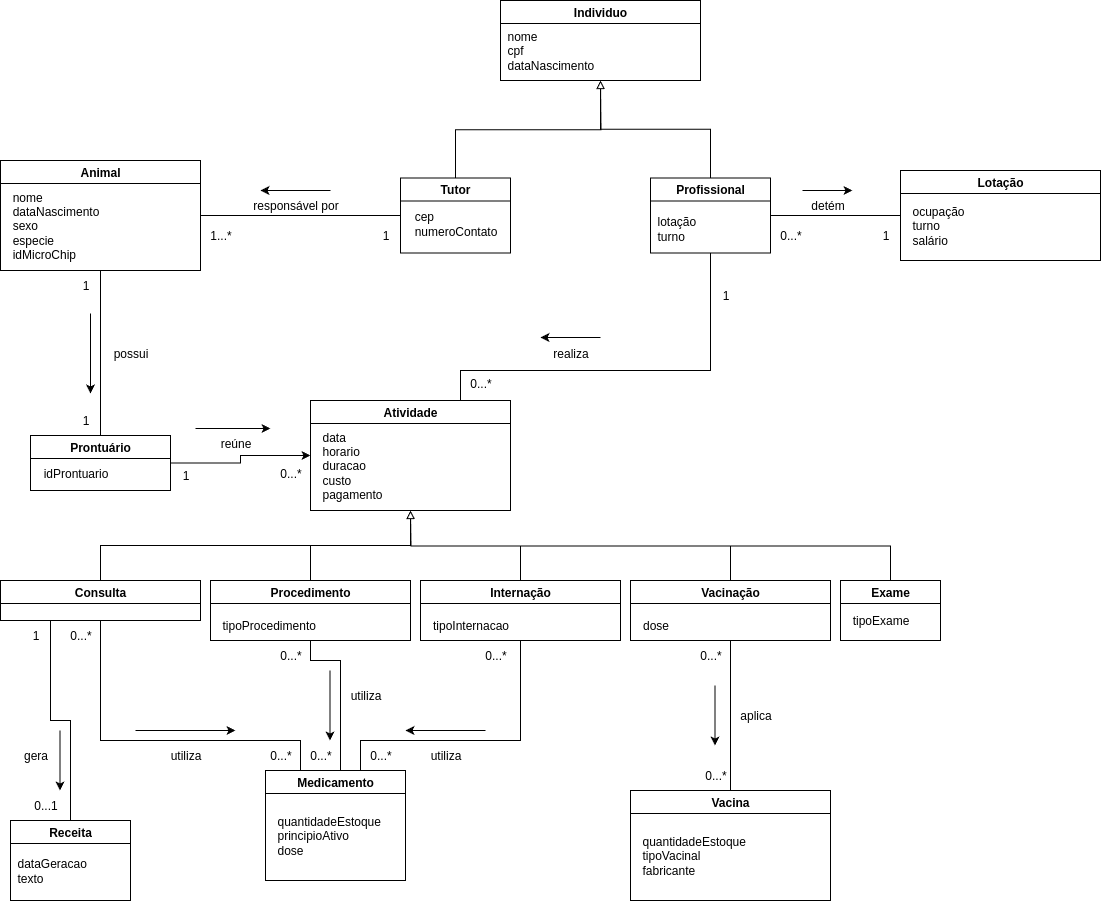 Individuo
nome
cpf
dataNascimento
Animal
nome
dataNascimento
sexo
especie
idMicroChip
responsável por
1...*
1
Tutor
cep
numeroContato
Profissional
lotação
turno
detém
0...*
1
Lotação
ocupação
turno
salário
1
possui
1
1
realiza
0...*
Prontuário
idProntuario
reúne
1
0...*
Atividade
data
horario
duracao
custo
pagamento
Consulta
Procedimento
tipoProcedimento
Internação
tipoInternacao
Vacinação
dose
Exame
tipoExame
1
0...*
0...*
0...*
0...*
utiliza
aplica
gera
utiliza
0...*
0...*
0...*
utiliza
0...*
0...1
Receita
dataGeracao
texto
Medicamento
quantidadeEstoque
principioAtivo
dose
Vacina
quantidadeEstoque
tipoVacinal
fabricante